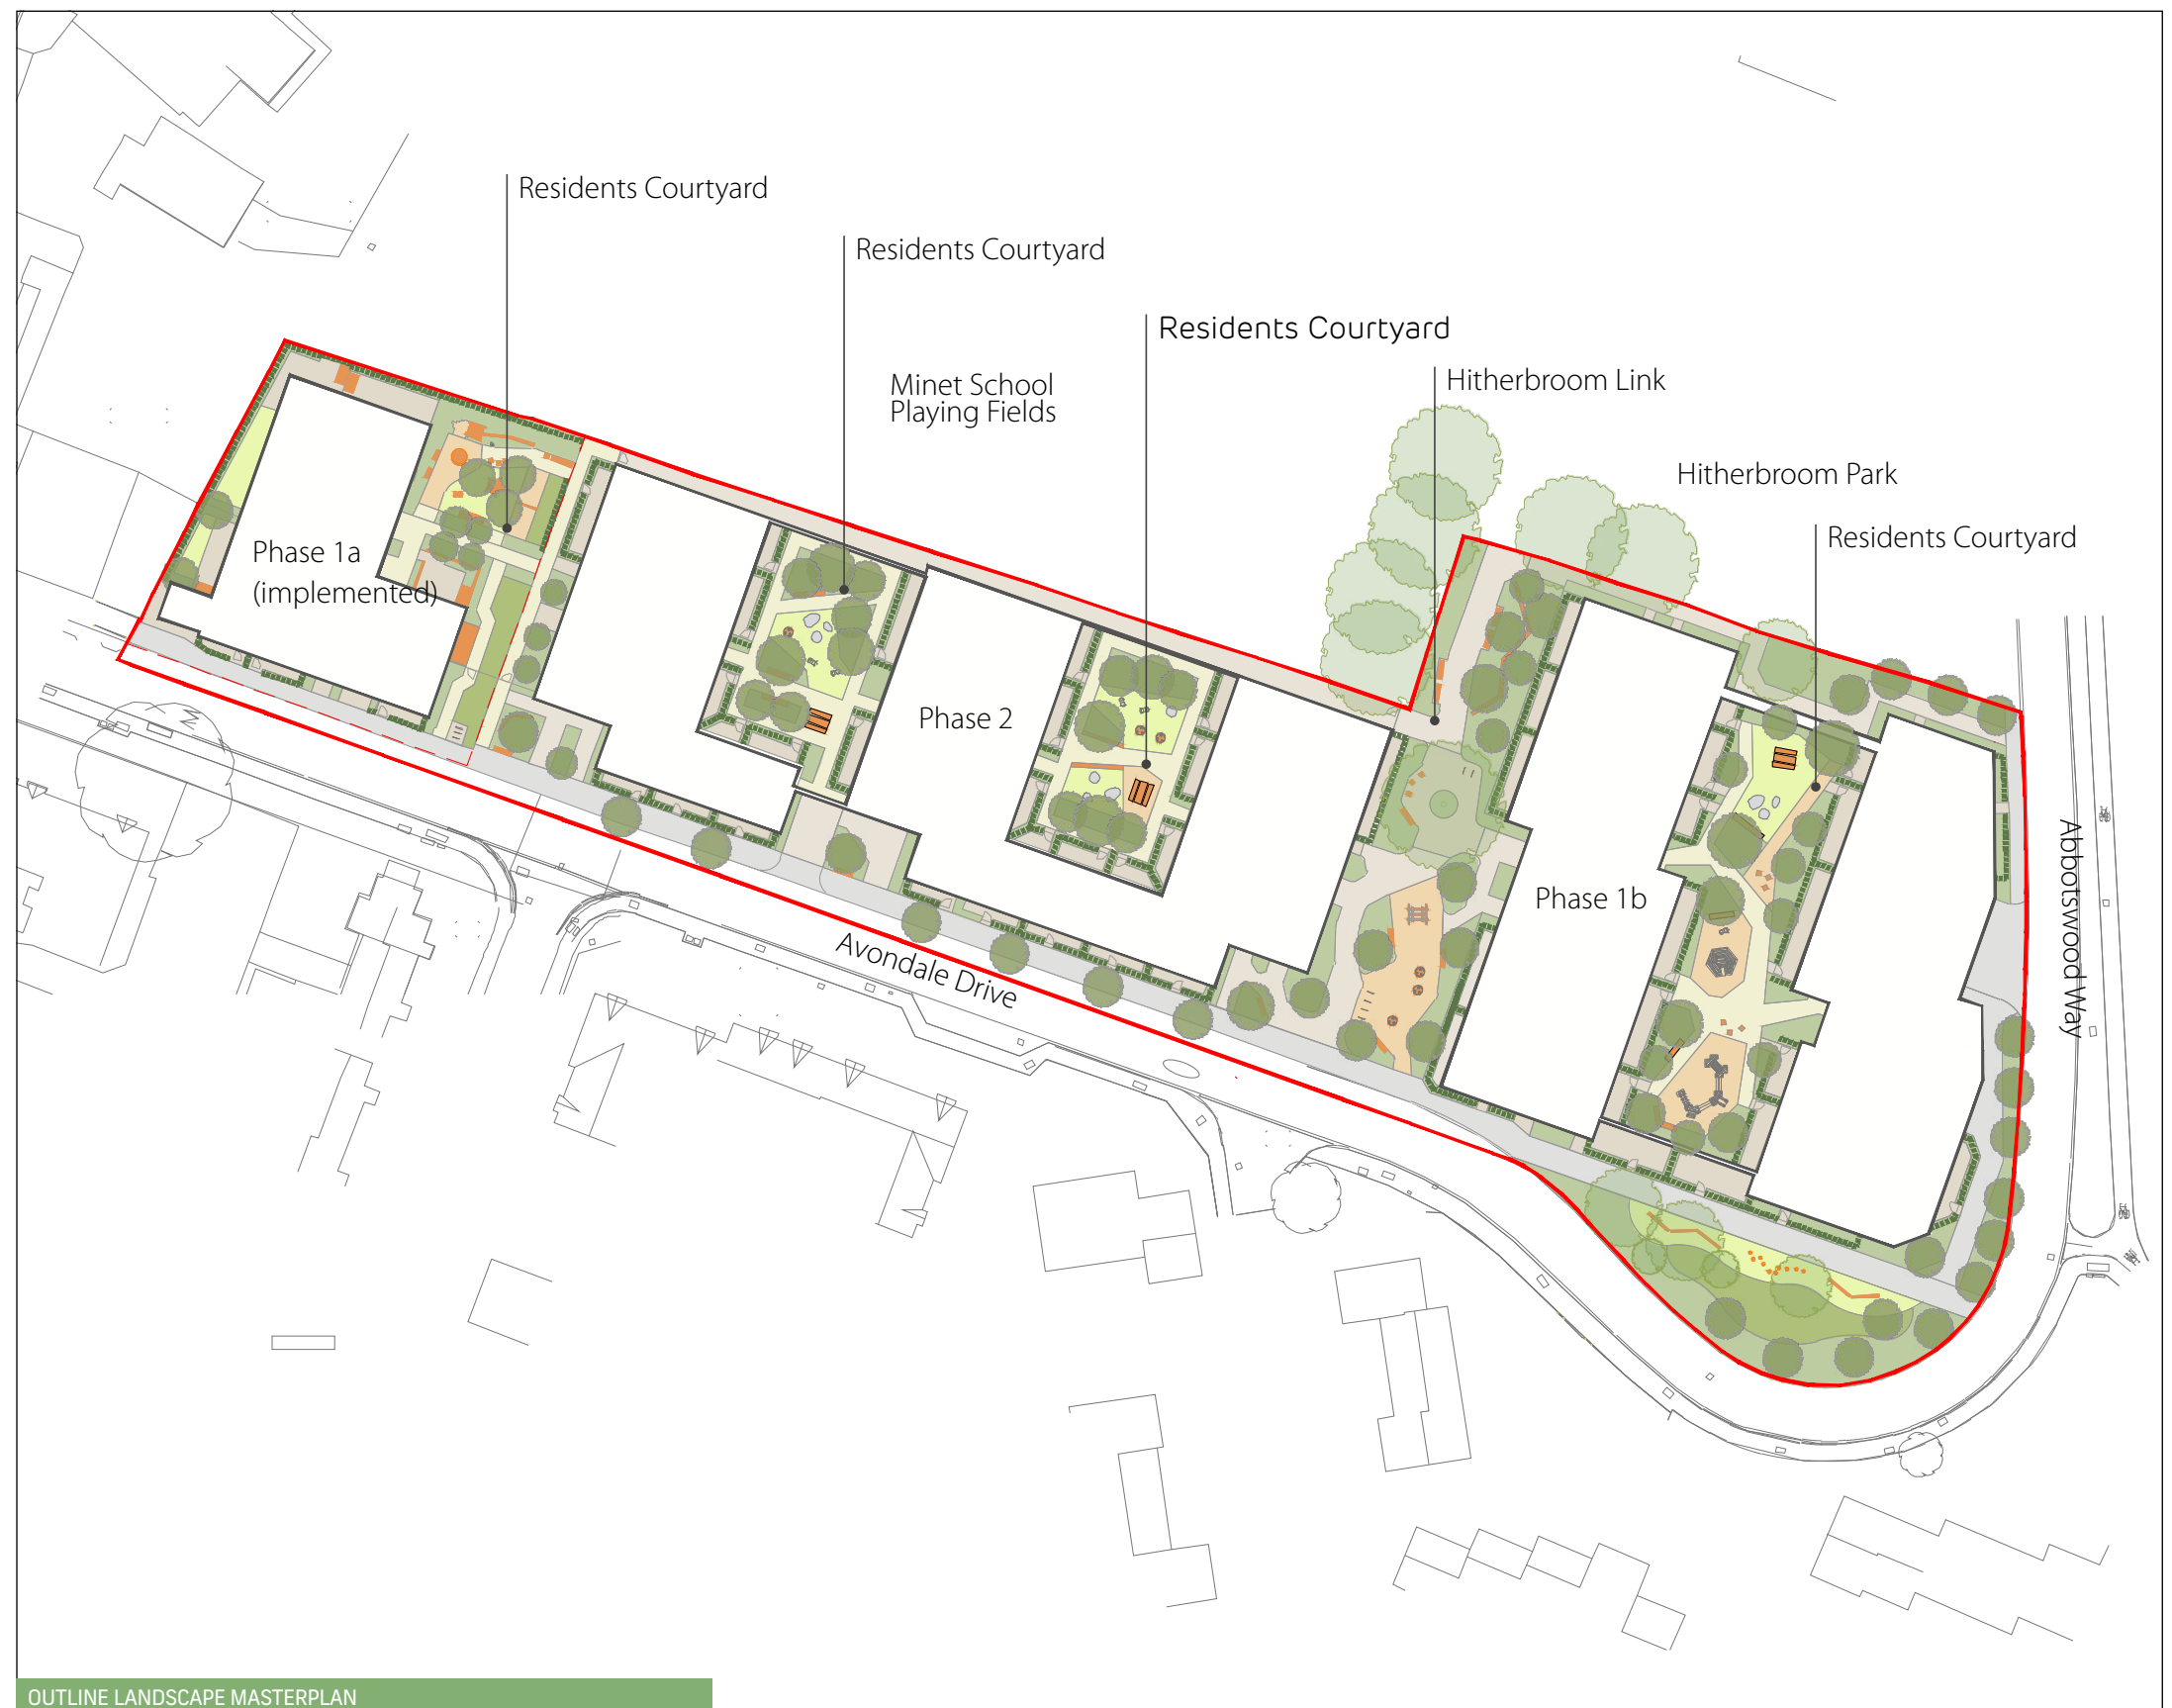 Residents Courtyard
Residents Courtyard
Residents Courtyard
Minet School
Playing Fields
Hitherbroom Link
Hitherbroom Park
Residents Courtyard
Phase 1a
(implemented)
Phase 2
Phase 1b
Avondale Drive
Abbotswood Way
OUTLINE LANDSCAPE MASTERPLAN